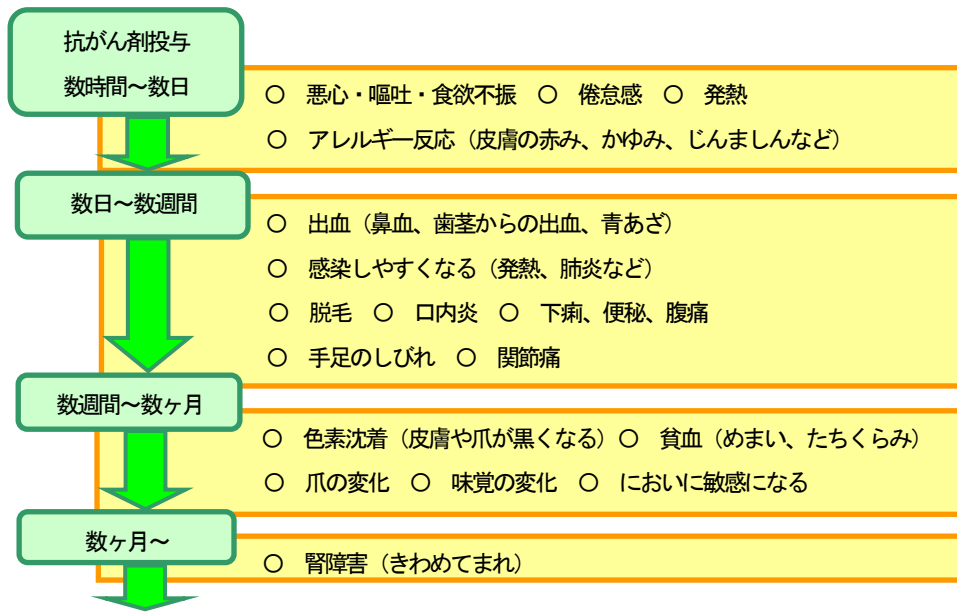 抗がん剤投与
数時間～数日
○ 悪心・嘔吐・食欲不振 ○ 倦怠感 ○ 発熱
○ アレルギー反応（皮膚の赤み、かゆみ、じんましんなど）
数日～数週間
○ 出血（鼻血、歯茎からの出血、青あざ）
○ 感染しやすくなる（発熱、肺炎など）
○ 脱毛 ○ 口内炎 ○ 下痢、便秘、腹痛
○ 手足のしびれ ○ 関節痛
数週間～数ヶ月
○ 色素沈着（皮膚や爪が黒くなる）○ 貧血（めまい、たちくらみ）
○ 爪の変化 ○ 味覚の変化 ○ においに敏感になる
数ヶ月～
○ 腎障害（きわめてまれ）